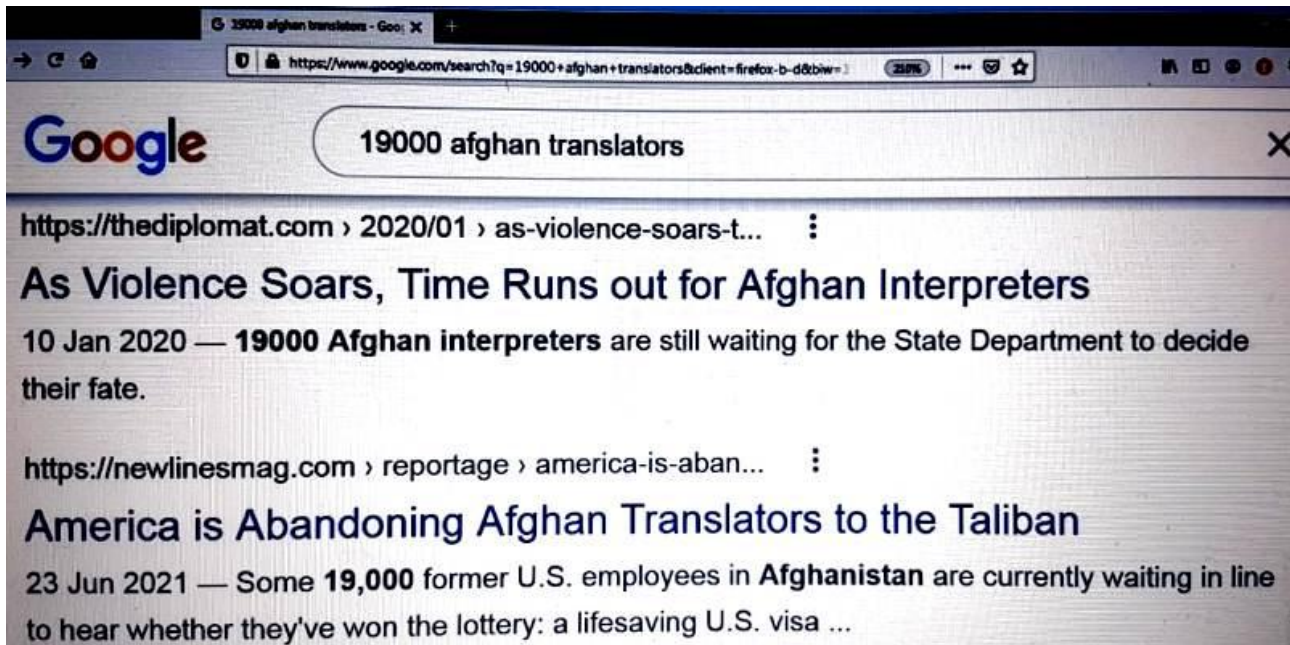 19000 afghan translators - Goo
https://www.google.com/search?q=19000+afghan+translators&client=firefox-b-d&biw=
210%
Google
19000 afghan translators
https://thediplomat.com › 2020/01 › as-violence-soars-t...
As Violence Soars, Time Runs out for Afghan Interpreters
10 Jan 2020 — 19000 Afghan interpreters are still waiting for the State Department to decide
their fate.
https://newlinesmag.com › reportage › america-is-aban...
America is Abandoning Afghan Translators to the Taliban
23 Jun 2021 — Some 19,000 former U.S. employees in Afghanistan are currently waiting in line
to hear whether they've won the lottery: a lifesaving U.S. visa ...